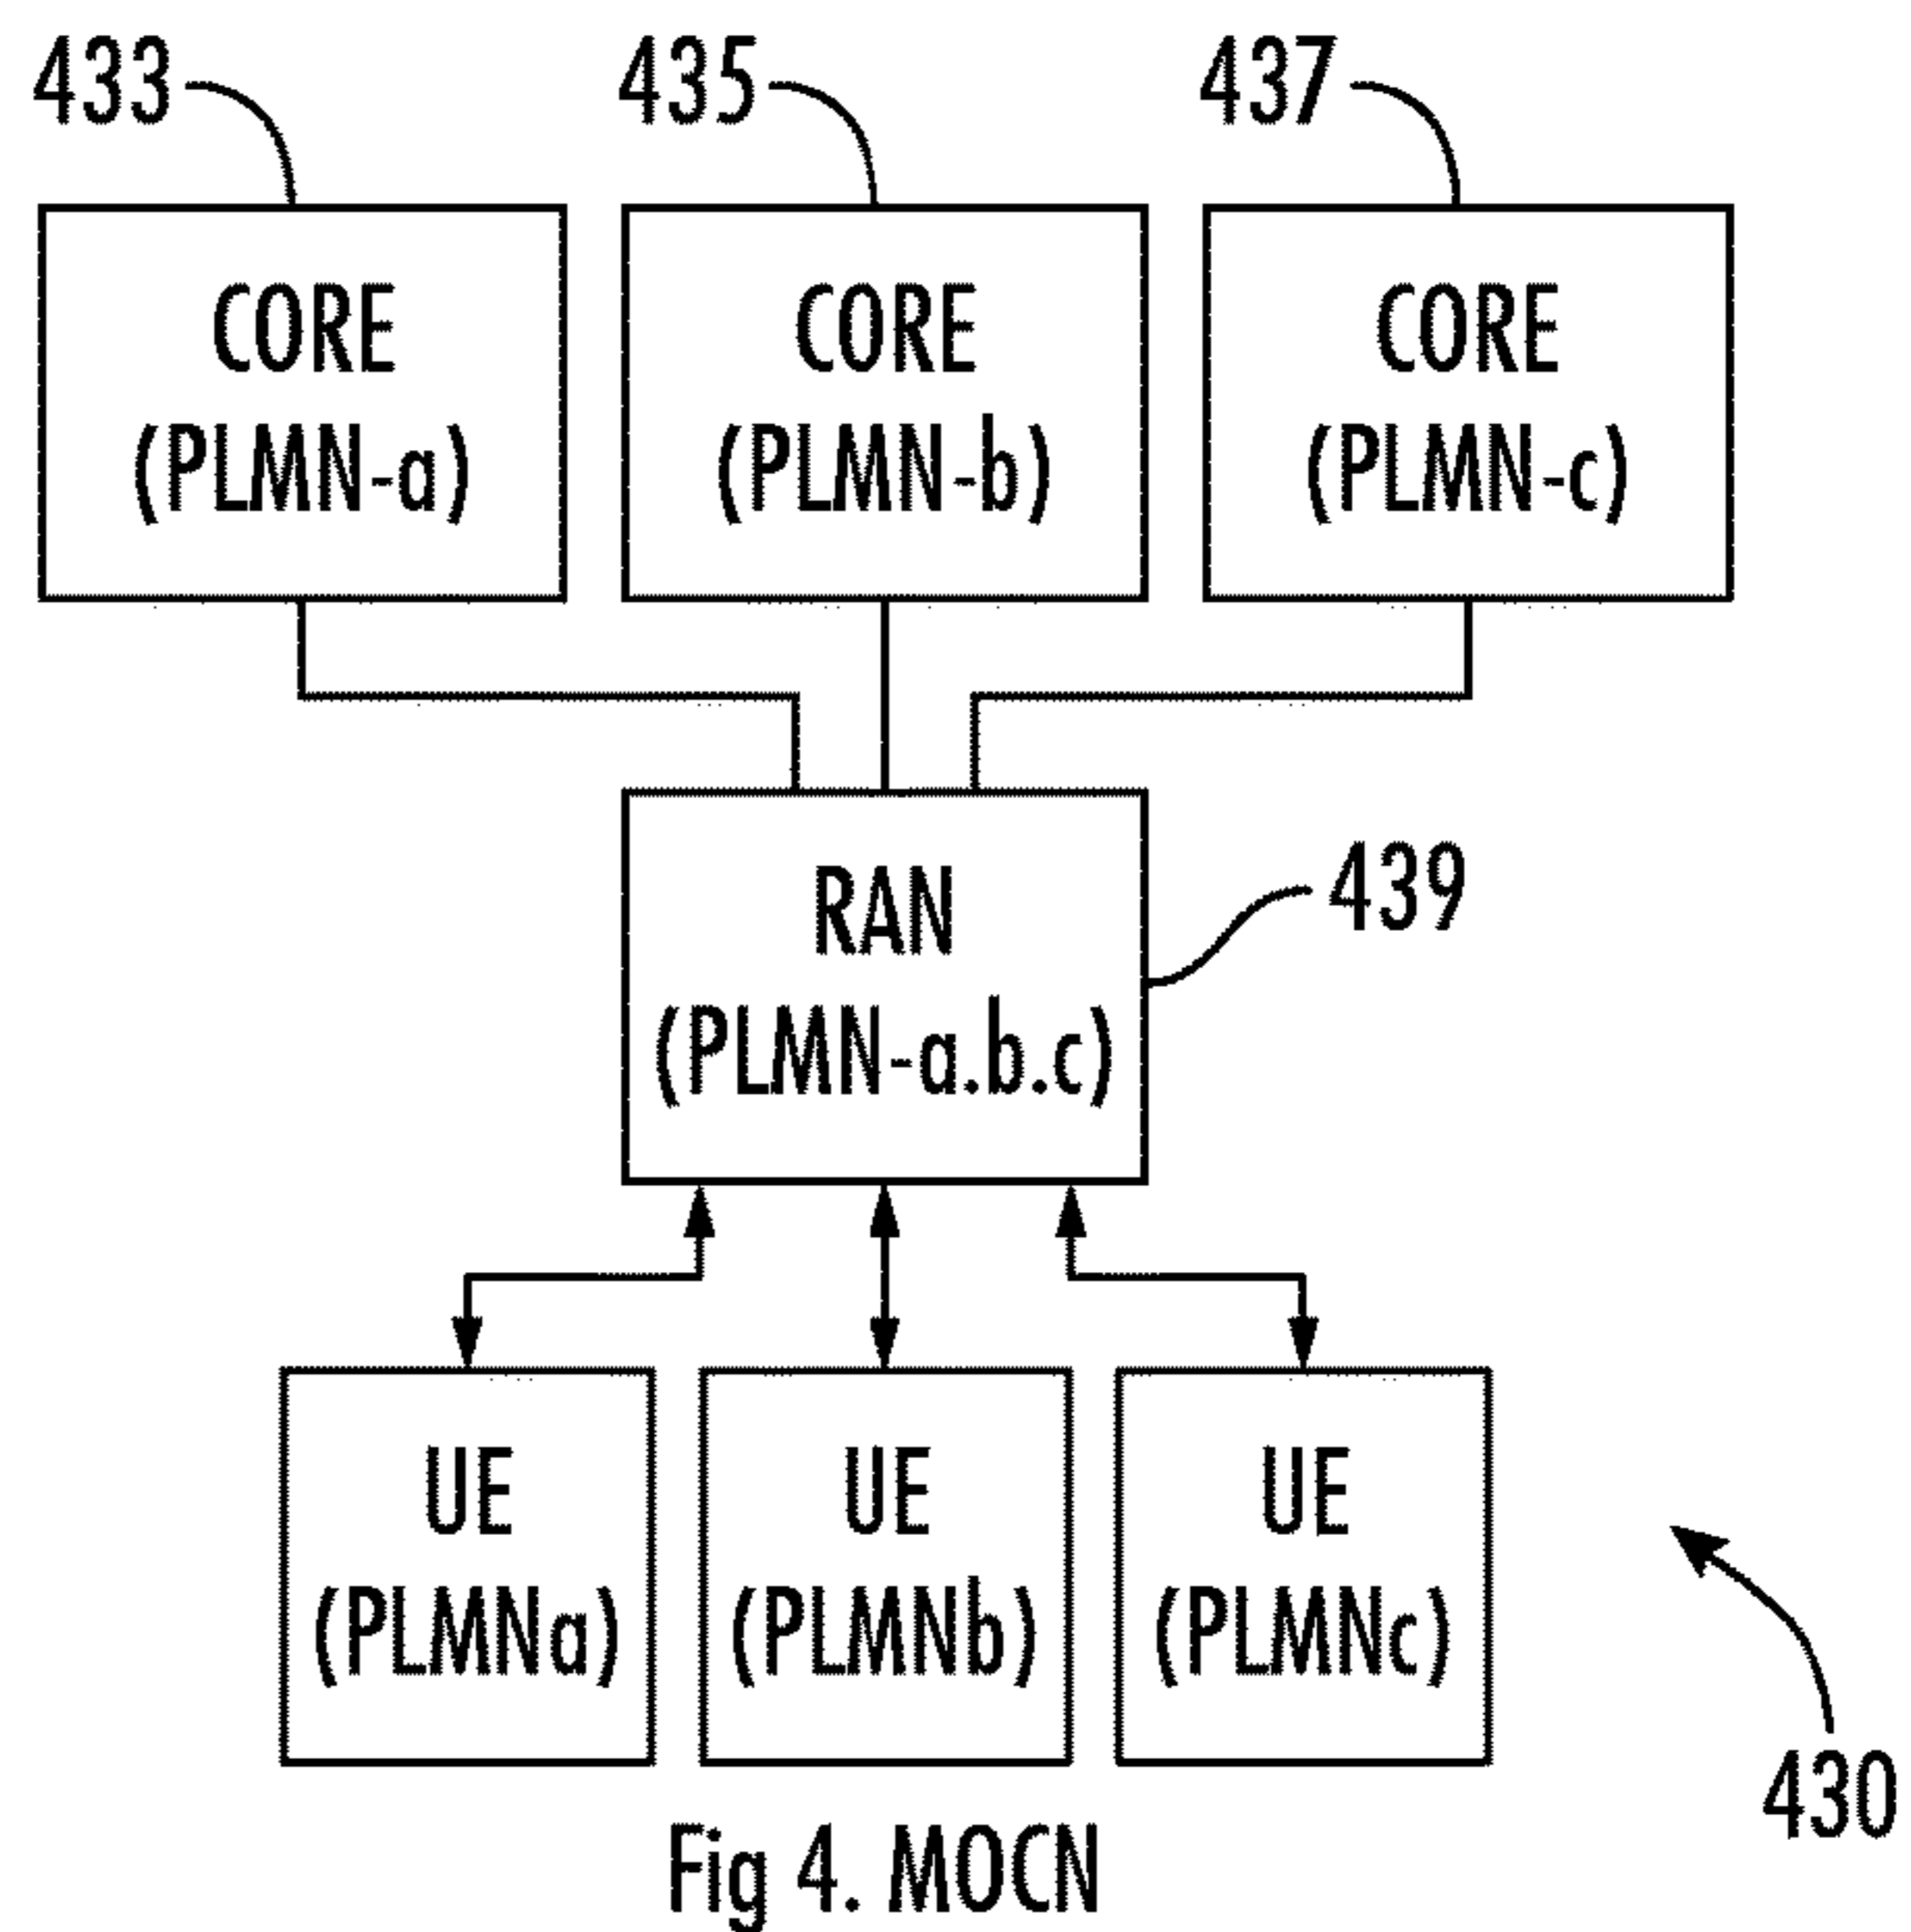 433
435
437
CORE
(PLMN-a)
CORE
(PLMN-b)
CORE
(PLMN-c)
RAN
(PLMN-a.b.c)
439
UE
(PLMNa)
UE
(PLMNb)
UE
(PLMNc)
430
Fig 4. MOCN